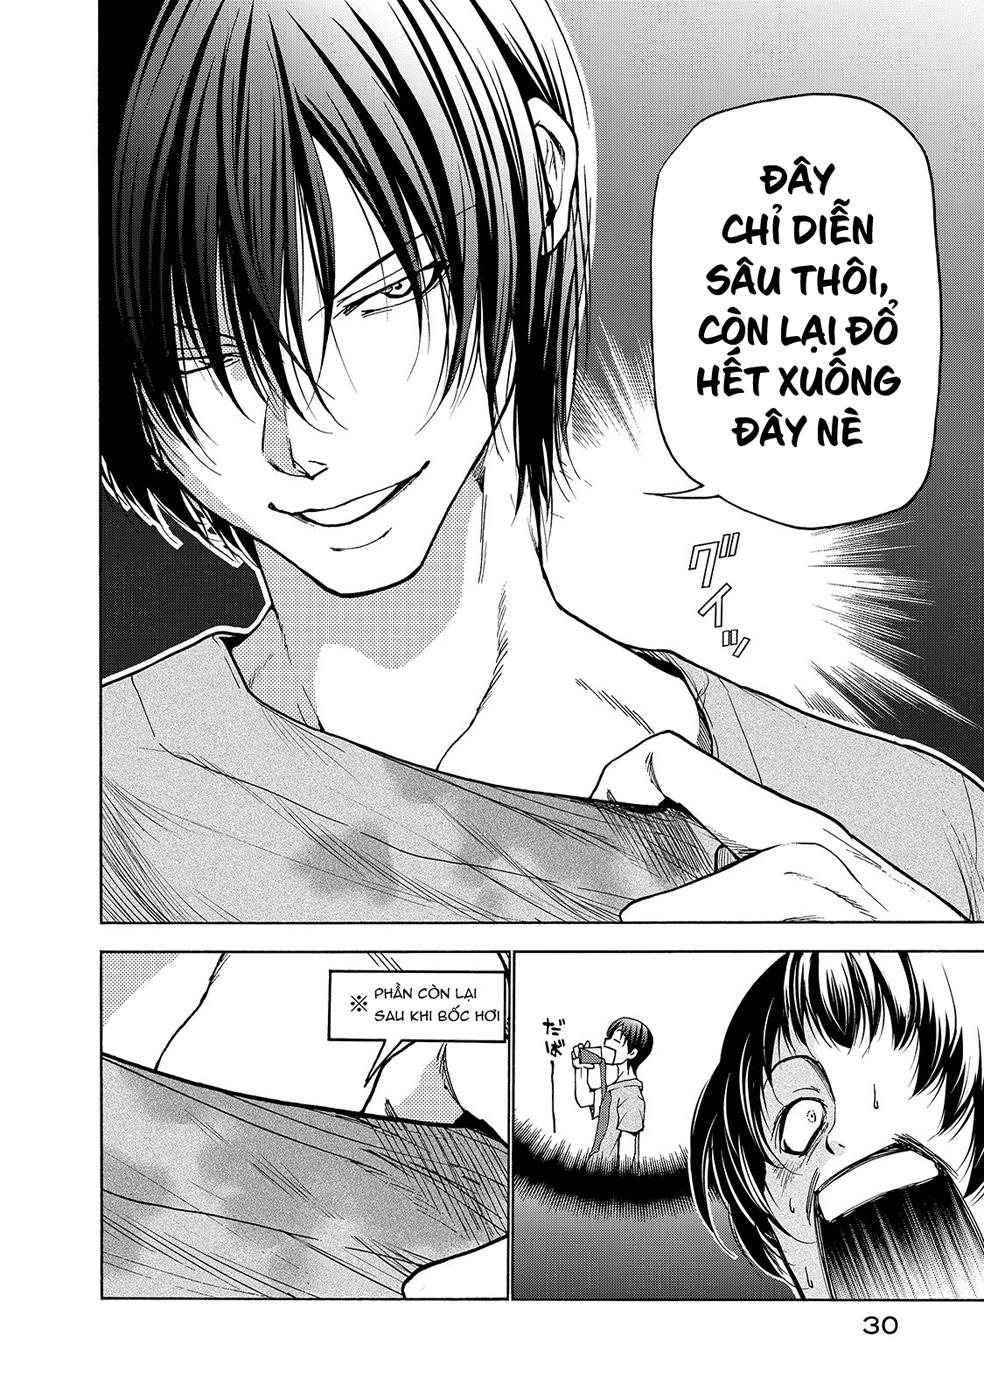 ĐÂY
CHỈ DIỄN
SÂU THÔI,
CÒN LẠI ĐỔ
HẾT XUỐNG
ĐÂY NÈ
グイッ
※ PHẦN CÒN LẠI
SAU KHI BỐC HƠI
だばー
30